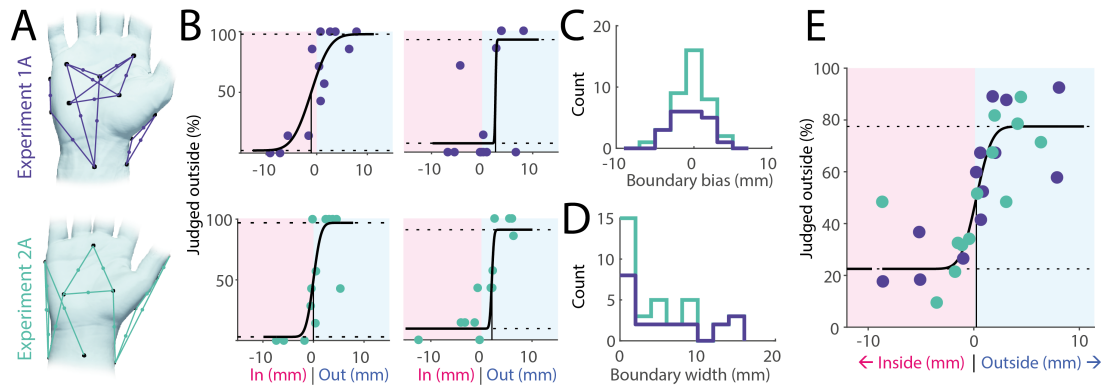 A
Experiment 1A
Experiment 2A
B
Judged outside (%)
100
50
-10 0 10
-10 0 10
100
50
-10 0 10
-10 0 10
In (mm) | Out (mm)
In (mm) | Out (mm)
C
Count
20
10
0
-10 0 10
Boundary bias (mm)
D
Count
15
10
5
0
0 10 20
Boundary width (mm)
E
Judged outside (%)
100
80
60
40
20
0
-10 0 10
← Inside (mm) | Outside (mm) →